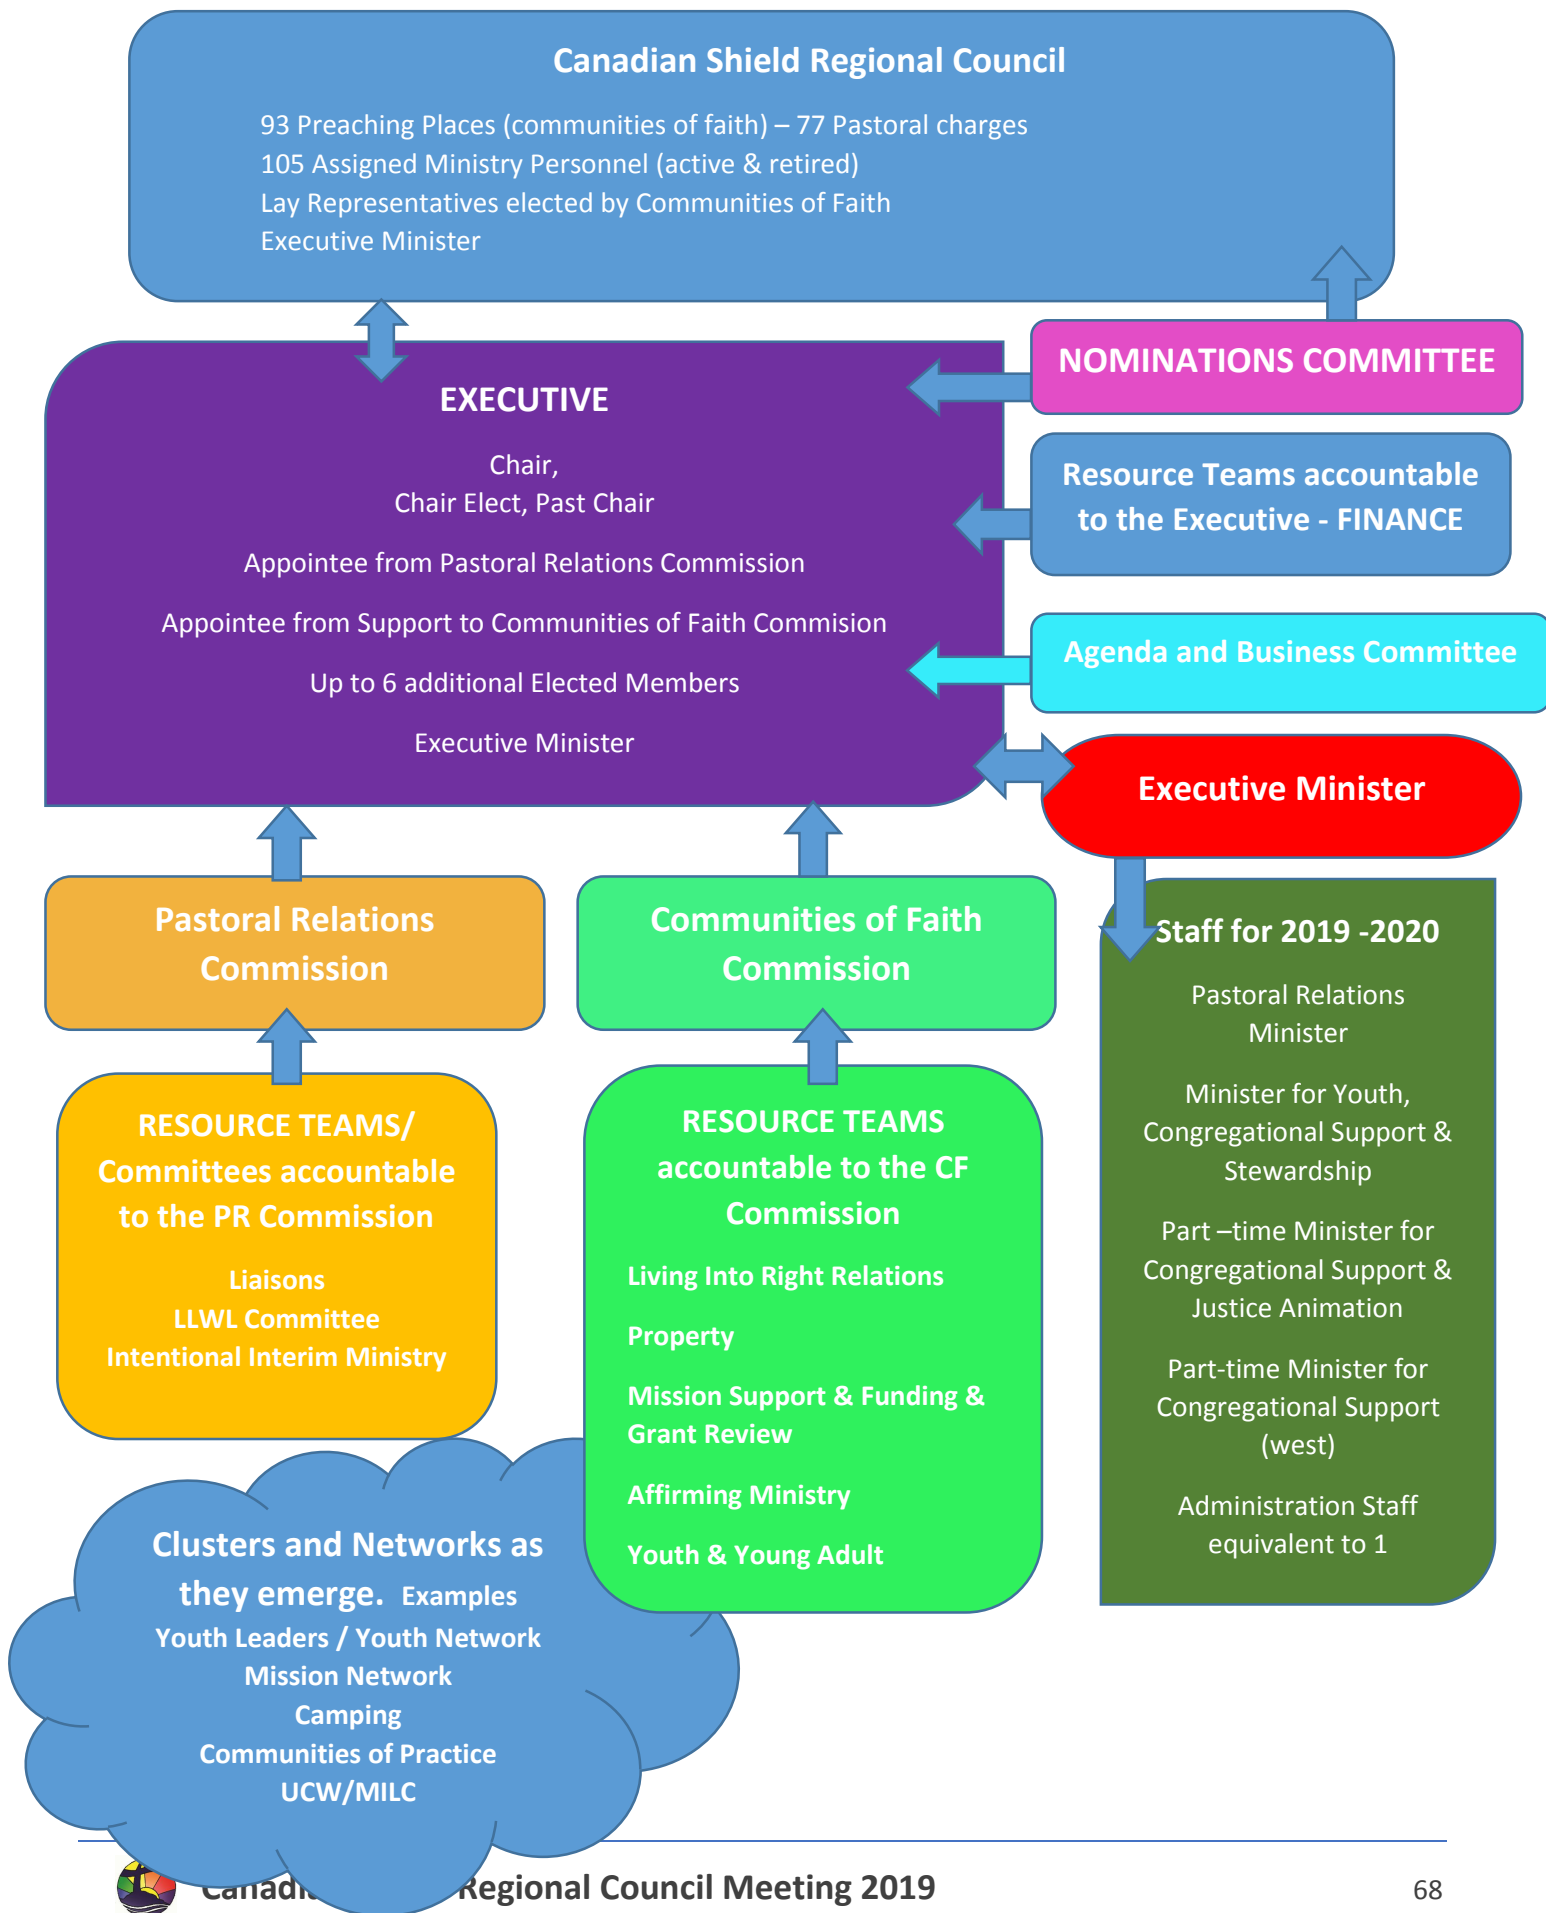 Canadian Shield Regional Council
93 Preaching Places (communities of faith) – 77 Pastoral charges
105 Assigned Ministry Personnel (active & retired)
Lay Representatives elected by Communities of Faith
Executive Minister
NOMINATIONS COMMITTEE
EXECUTIVE
Chair,
Chair Elect, Past Chair
Appointee from Pastoral Relations Commission
Appointee from Support to Communities of Faith Commision
Up to 6 additional Elected Members
Executive Minister
Resource Teams accountable
to the Executive - FINANCE
Agenda and Business Committee
Executive Minister
Pastoral Relations
Commission
Communities of Faith
Commission
Staff for 2019 -2020
Pastoral Relations
Minister
Minister for Youth,
Congregational Support &
Stewardship
Part –time Minister for
Congregational Support &
Justice Animation
Part-time Minister for
Congregational Support
(west)
Administration Staff
equivalent to 1
RESOURCE TEAMS/
Committees accountable
to the PR Commission
Liaisons
LLWL Committee
Intentional Interim Ministry
RESOURCE TEAMS
accountable to the CF
Commission
Living Into Right Relations
Property
Mission Support & Funding &
Grant Review
Affirming Ministry
Youth & Young Adult
Clusters and Networks as
they emerge. Examples
Youth Leaders / Youth Network
Mission Network
Camping
Communities of Practice
UCW/MILC
Regional Council Meeting 2019
68